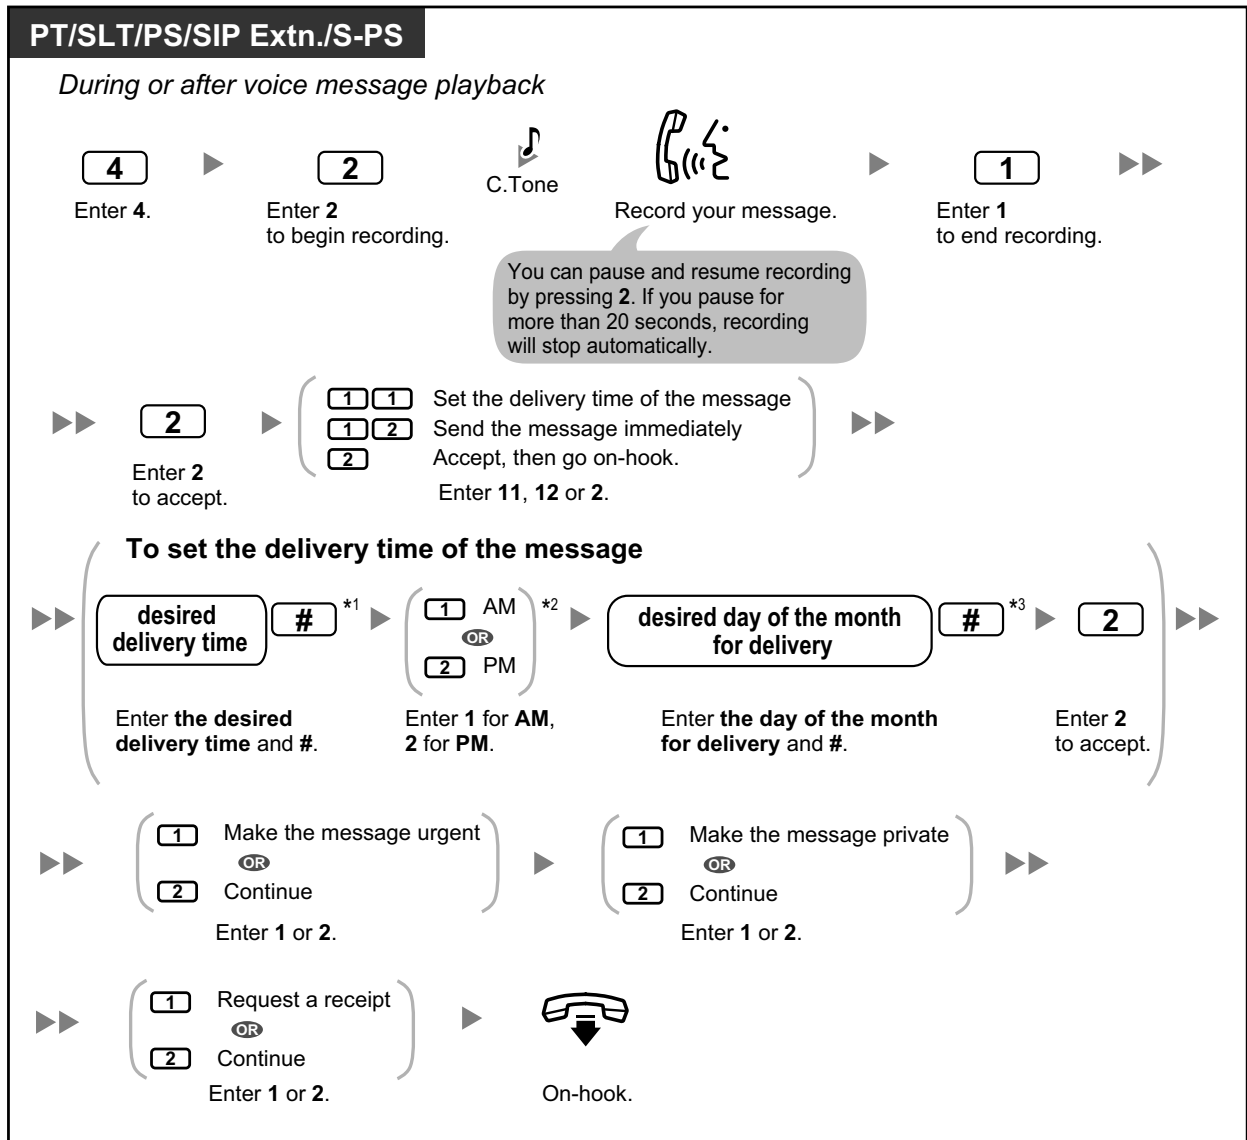 PT/SLT/PS/SIP Extn./S-PS
During or after voice message playback
4
2
C.Tone
1
Enter 4.
Enter 2
to begin recording.
Record your message.
Enter 1
to end recording.
You can pause and resume recording
by pressing 2. If you pause for
more than 20 seconds, recording
will stop automatically.
2
Enter 2
to accept.
1 1 Set the delivery time of the message
1 2 Send the message immediately
2 Accept, then go on-hook.
Enter 11, 12 or 2.
To set the delivery time of the message
desired
delivery time
# *1
1 AM
OR
2 PM
*2
desired day of the month
for delivery
# *3
2
Enter the desired
delivery time and #.
Enter 1 for AM,
2 for PM.
Enter the day of the month
for delivery and #.
Enter 2
to accept.
1 Make the message urgent
OR
2 Continue
Enter 1 or 2.
1 Make the message private
OR
2 Continue
Enter 1 or 2.
1 Request a receipt
OR
2 Continue
Enter 1 or 2.
On-hook.